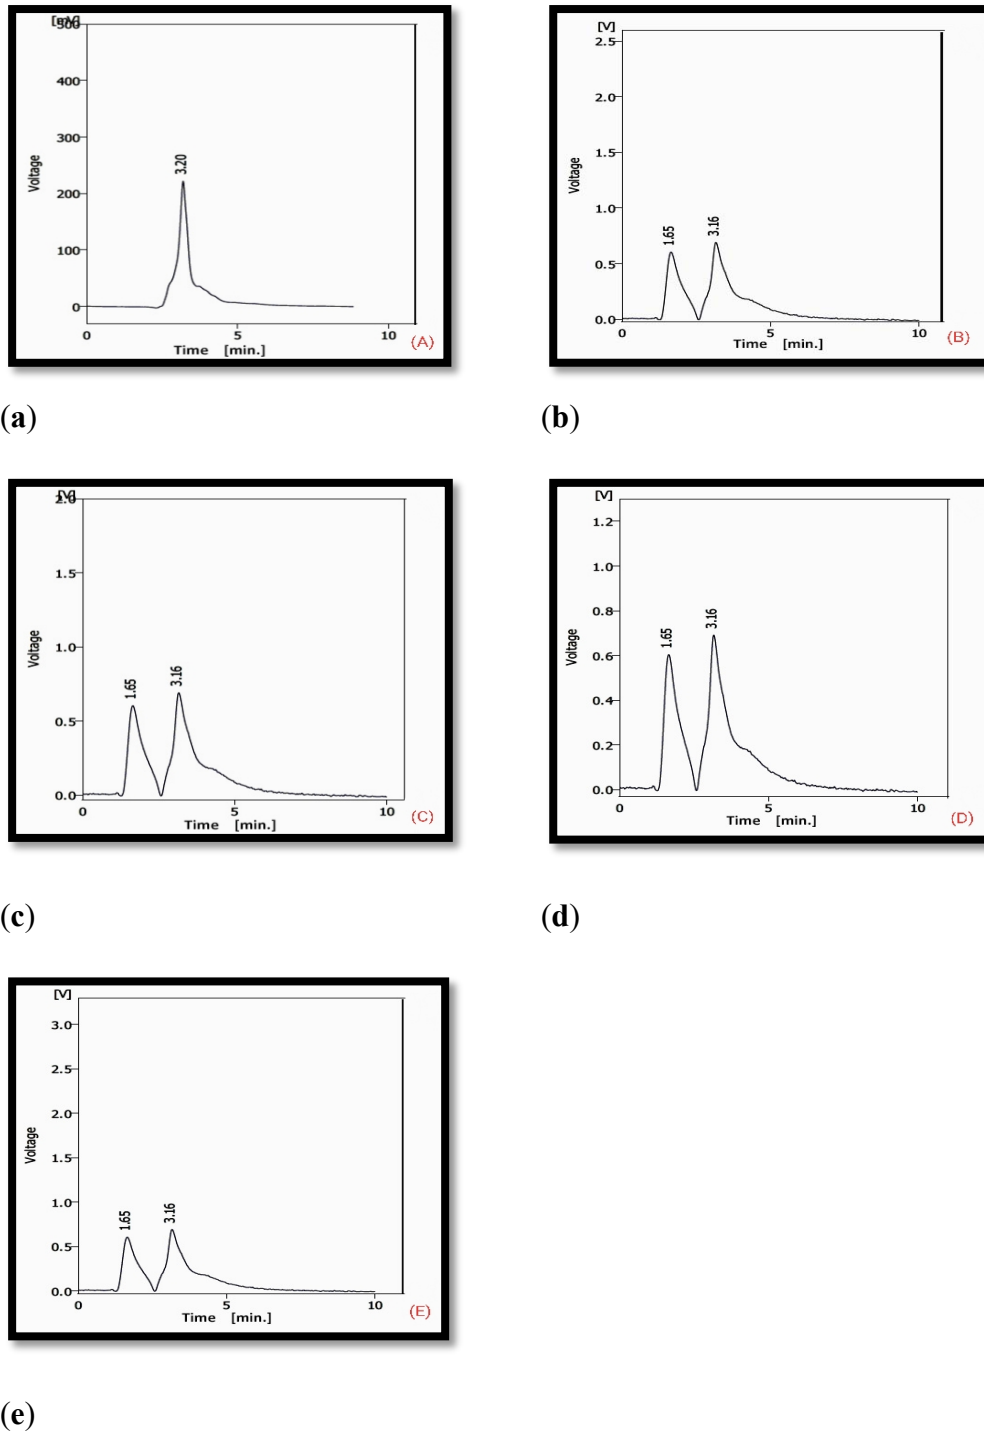 [mV]
500
400
300
200
100
0
Voltage
3.20
0 5 10
Time [min.]
(A)
(a)
[V]
2.5
2.0
1.5
1.0
0.5
0.0
Voltage
1.65 3.16
0 5 10
Time [min.]
(B)
(b)
[V]
2.0
1.5
1.0
0.5
0.0
Voltage
1.65 3.16
0 5 10
Time [min.]
(C)
(c)
[V]
1.2
1.0
0.8
0.6
0.4
0.2
0.0
Voltage
1.65 3.16
0 5 10
Time [min.]
(D)
(d)
[V]
3.0
2.5
2.0
1.5
1.0
0.5
0.0
Voltage
1.65 3.16
0 5 10
Time [min.]
(E)
(e)